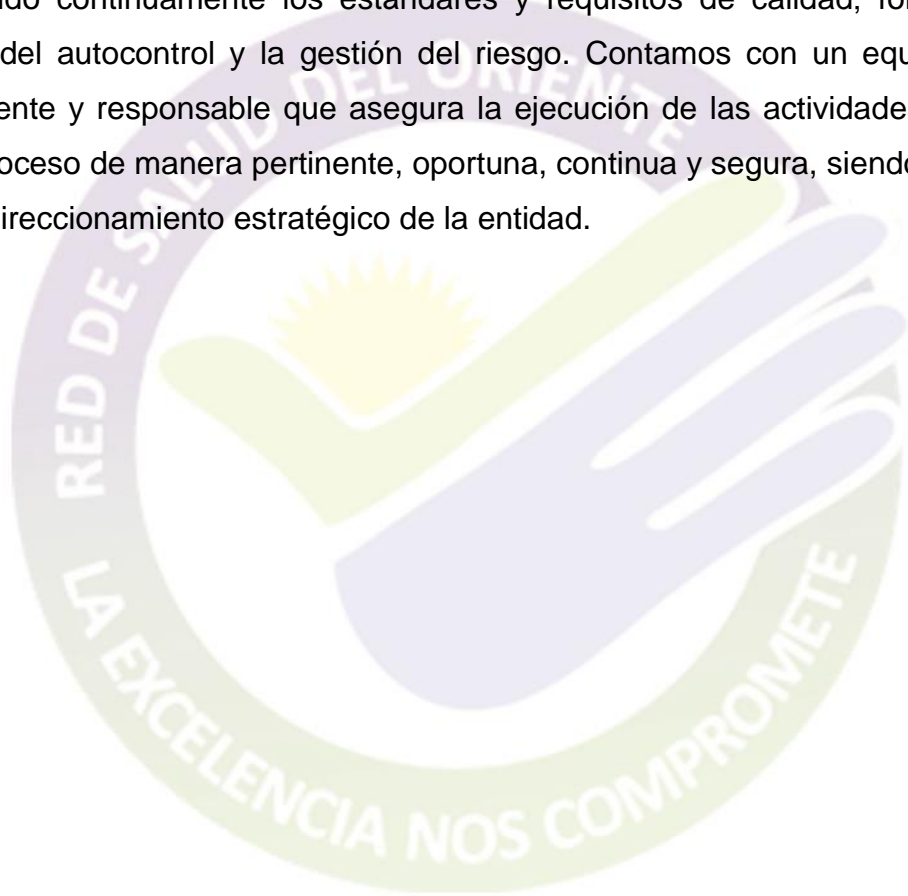 do continuamente los estándares y requisitos de calidad, fo
del autocontrol y la gestión del riesgo. Contamos con un equ
ente y responsable que asegura la ejecución de las actividade
oceso de manera pertinente, oportuna, continua y segura, siendo
ireccionamiento estratégico de la entidad.
RED DE SALUD DEL ORIENTE
LA EXCELENCIA NOS COMPROMETE